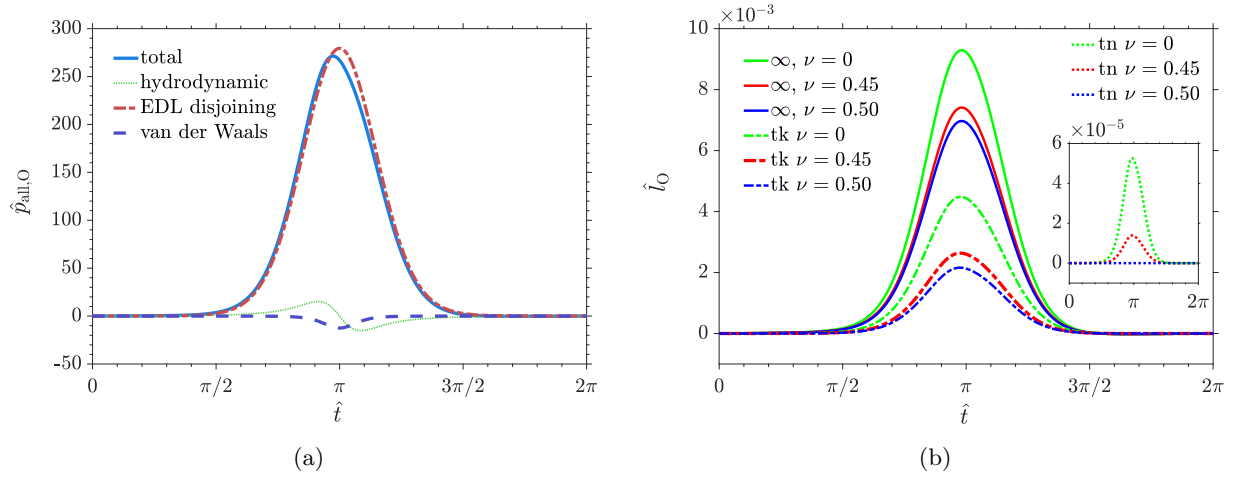 300
250
200
150
100
50
0
-50
total
hydrodynamic
EDL disjoining
van der Waals
p̂all,O
0 π/2 π 3π/2 2π
t̂
(a)
×10⁻³
10
8
6
4
2
0
∞, ν = 0
∞, ν = 0.45
∞, ν = 0.50
tk ν = 0
tk ν = 0.45
tk ν = 0.50
tn ν = 0
tn ν = 0.45
tn ν = 0.50
×10⁻⁵
6
4
2
0
0 π 2π
l̂O
0 π/2 π 3π/2 2π
t̂
(b)